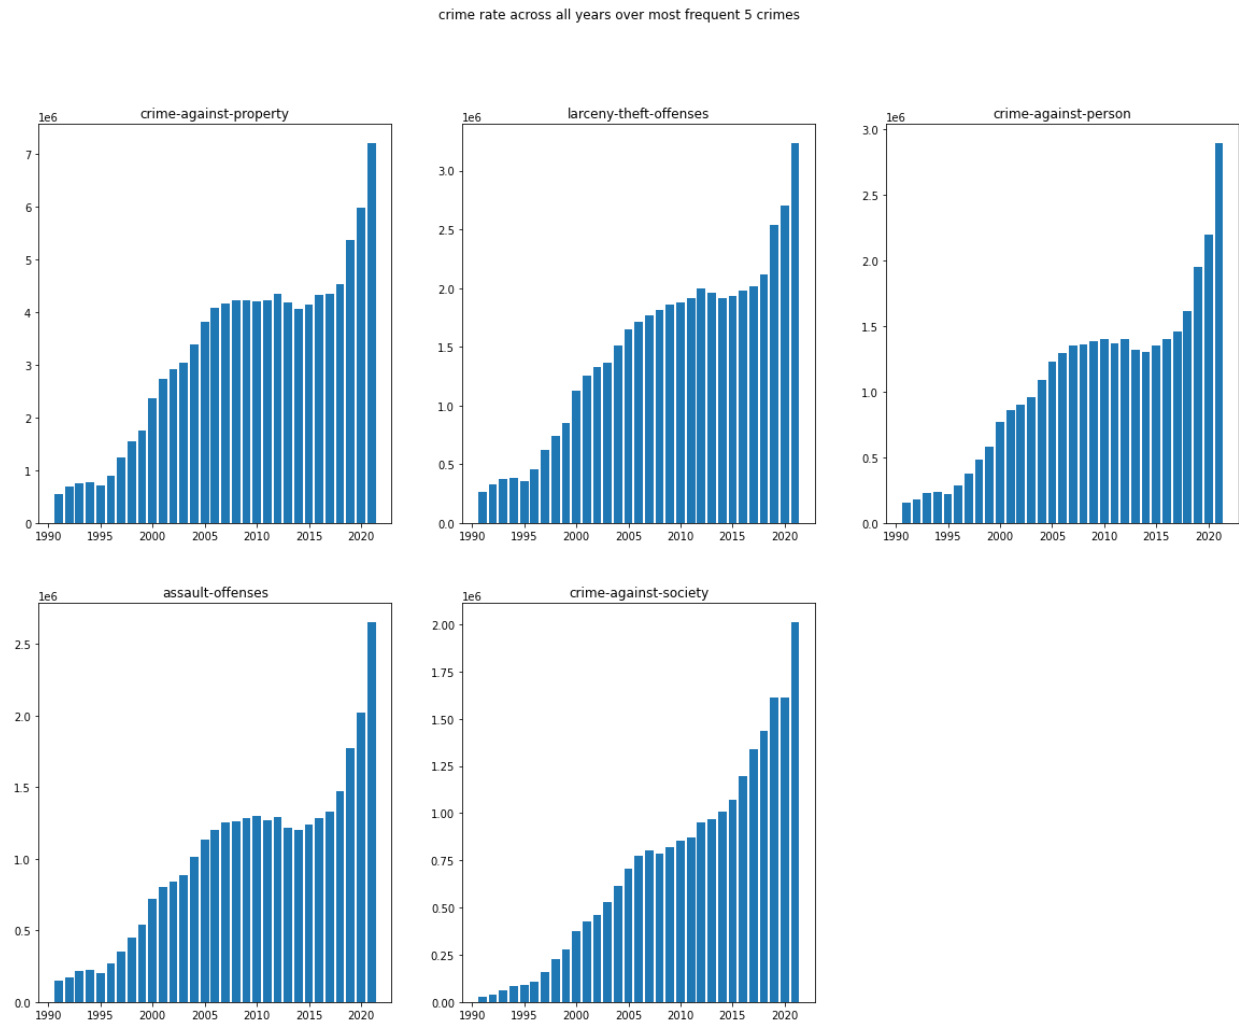 crime rate across all years over most frequent 5 crimes
crime-against-property
1e6
7
6
5
4
3
2
1
0
1990 1995 2000 2005 2010 2015 2020
larceny-theft-offenses
1e6
3.0
2.5
2.0
1.5
1.0
0.5
0.0
1990 1995 2000 2005 2010 2015 2020
crime-against-person
1e6
3.0
2.5
2.0
1.5
1.0
0.5
0.0
1990 1995 2000 2005 2010 2015 2020
assault-offenses
1e6
2.5
2.0
1.5
1.0
0.5
0.0
1990 1995 2000 2005 2010 2015 2020
crime-against-society
1e6
2.00
1.75
1.50
1.25
1.00
0.75
0.50
0.25
0.00
1990 1995 2000 2005 2010 2015 2020